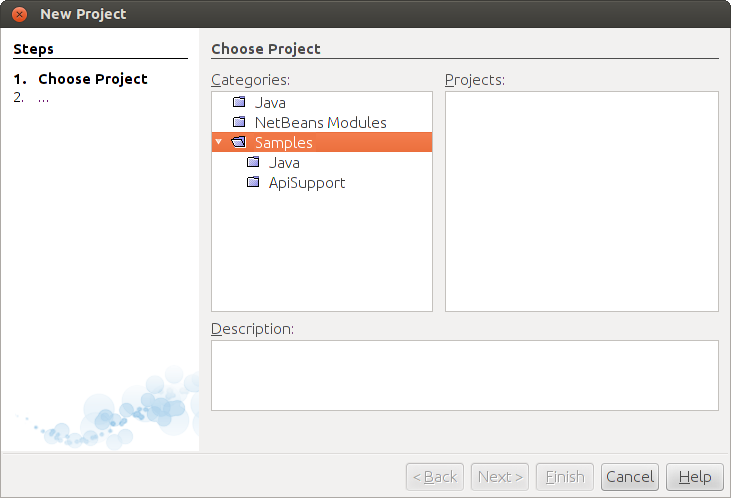 New Project
Steps
1. Choose Project
2. ...
Choose Project
Categories:
Java
NetBeans Modules
Samples
Java
ApiSupport
Projects:
Description:
< Back
Next >
Finish
Cancel
Help